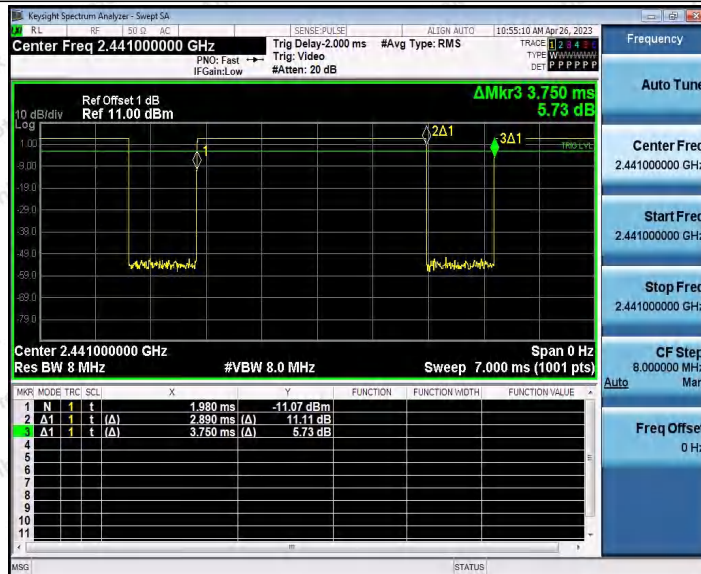 Keysight Spectrum Analyzer - Swept SA
RL RF 50 Ω AC SENSE:PULSE ALIGN AUTO 10:55:10 AM Apr 26, 2023
Center Freq 2.441000000 GHz
PNO: Fast
IFGain:Low
Trig Delay-2.000 ms
Trig: Video
#Atten: 20 dB
#Avg Type: RMS
TRACE 1 2 3 4 5 6
TYPE WWWWWW
DET P P P P P P
Frequency
Auto Tune
Center Freq
2.441000000 GHz
Start Freq
2.441000000 GHz
Stop Freq
2.441000000 GHz
CF Step
8.000000 MHz
Auto Man
Freq Offset
0 Hz
ΔMkr3 3.750 ms
5.73 dB
Ref Offset 1 dB
10 dB/div Ref 11.00 dBm
Log
1.00
-9.00
-19.0
-29.0
-39.0
-49.0
-59.0
-69.0
-79.0
1
2Δ1
3Δ1
TRIG LVL
Center 2.441000000 GHz Span 0 Hz
Res BW 8 MHz #VBW 8.0 MHz Sweep 7.000 ms (1001 pts)
MKR MODE TRC SCL X Y FUNCTION FUNCTION WIDTH FUNCTION VALUE
1 N 1 t 1.980 ms -11.07 dBm
2 Δ1 1 t (Δ) 2.890 ms (Δ) 11.11 dB
3 Δ1 1 t (Δ) 3.750 ms (Δ) 5.73 dB
4
5
6
7
8
9
10
11
MSG STATUS